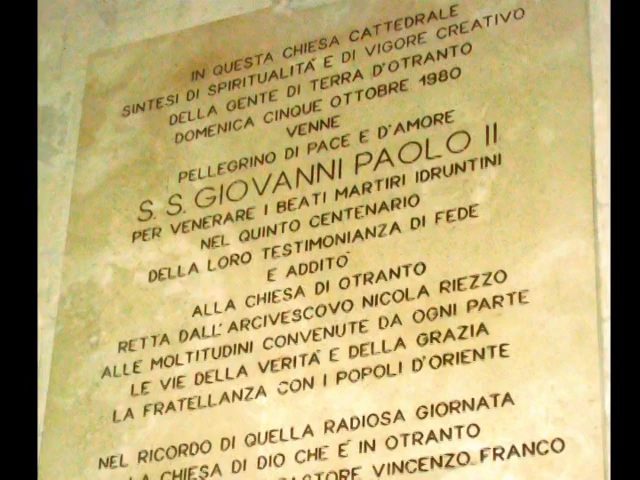 IN QUESTA CHIESA CATTEDRALE
SINTESI DI SPIRITUALITA' E DI VIGORE CREATIVO
DELLA GENTE DI TERRA D'OTRANTO
DOMENICA CINQUE OTTOBRE 1980
VENNE
PELLEGRINO DI PACE E D'AMORE
S. S. GIOVANNI PAOLO II
PER VENERARE I BEATI MARTIRI IDRUNTINI
NEL QUINTO CENTENARIO
DELLA LORO TESTIMONIANZA DI FEDE
E ADDITO'
ALLA CHIESA DI OTRANTO
RETTA DALL'ARCIVESCOVO NICOLA RIEZZO
ALLE MOLTITUDINI CONVENUTE DA OGNI PARTE
LE VIE DELLA VERITA' E DELLA GRAZIA
LA FRATELLANZA CON I POPOLI D'ORIENTE
NEL RICORDO DI QUELLA RADIOSA GIORNATA
LA CHIESA DI DIO CHE E' IN OTRANTO
VINCENZO FRANCO